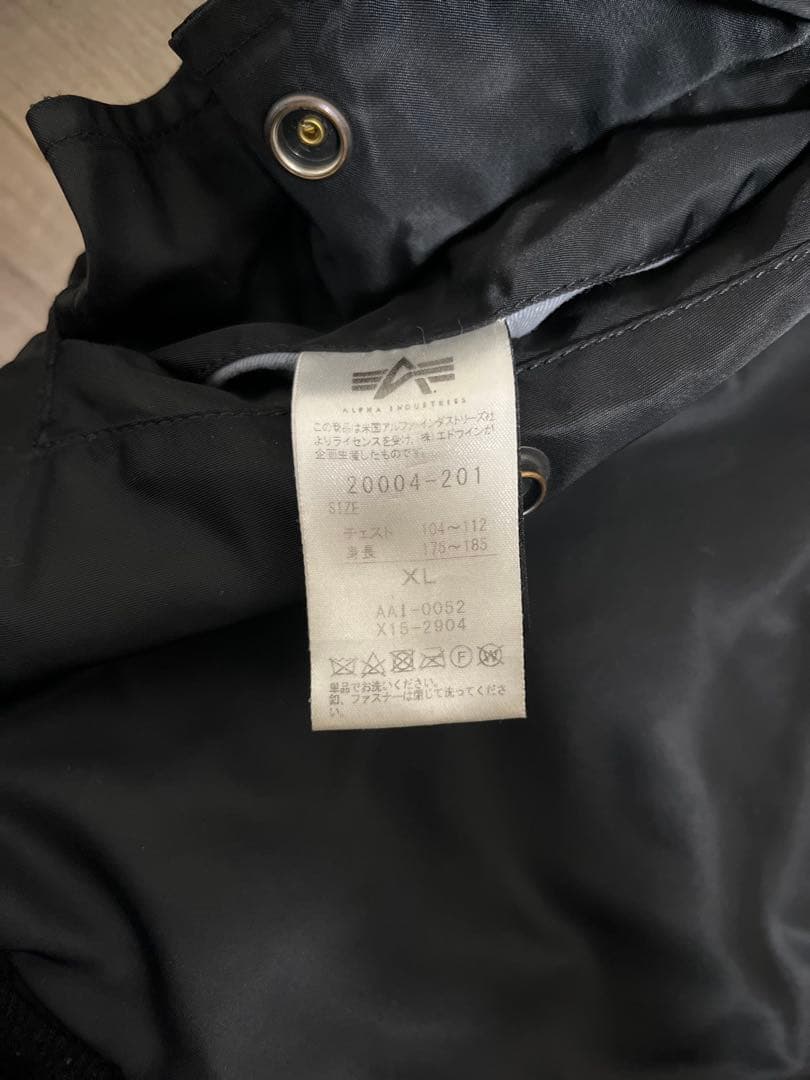 ALPHA INDUSTRIES
この商品は米国アルファインダストリーズ社
よりライセンスを受け、(株)エドウインが
企画生産したものです。
20004-201
SIZE
チェスト 104～112
身長 175～185
XL
AA1-0052
X15-2904
F W
単品でお洗いください。
釦、ファスナーは閉じて洗ってくださ
い。